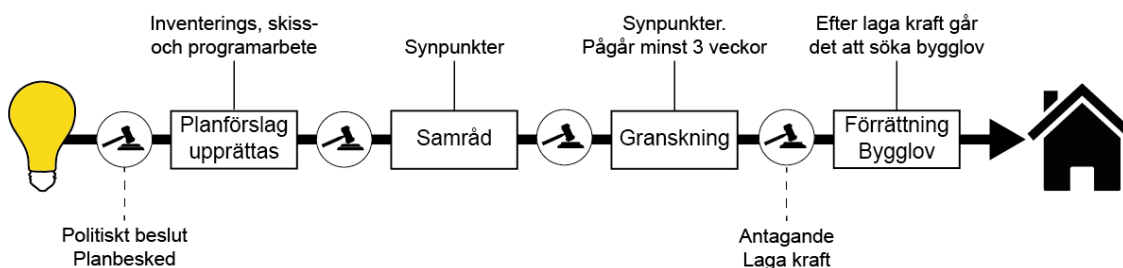 Inventerings, skiss-
och programarbete
Synpunkter
Synpunkter.
Pågår minst 3 veckor
Efter laga kraft går
det att söka bygglov
Planförslag
upprättas
Samråd
Granskning
Förrättning
Bygglov
Politiskt beslut
Planbesked
Antagande
Laga kraft